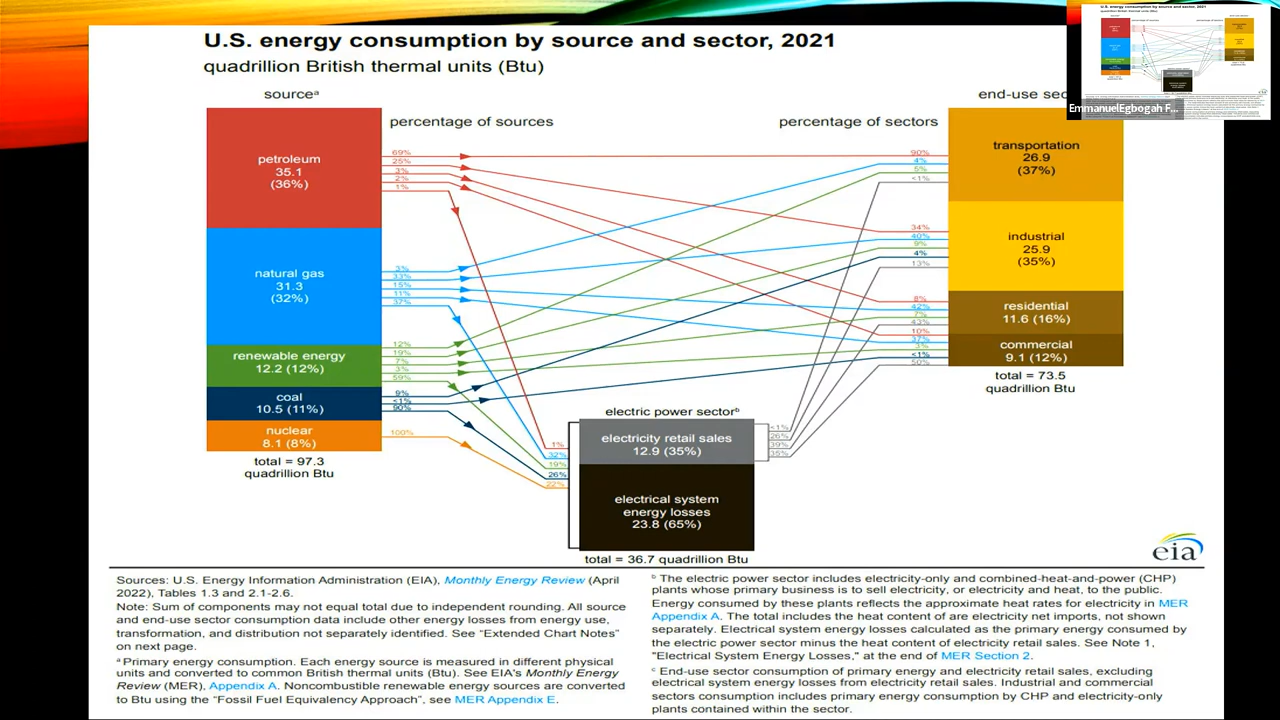 U.S. energy consumption by source and sector, 2021
quadrillion British thermal units (Btu)
sourceᵃ
percentage of sources
percentage of sectors
petroleum
35.1
(36%)
natural gas
31.3
(32%)
renewable energy
12.2 (12%)
coal
10.5 (11%)
nuclear
8.1 (8%)
total = 97.3
quadrillion Btu
69%
25%
3%
2%
1%
3%
33%
15%
11%
37%
12%
19%
7%
3%
59%
9%
<1%
90%
100%
electric power sectorᵇ
1%
32%
19%
26%
22%
electricity retail sales
12.9 (35%)
electrical system
energy losses
23.8 (65%)
total = 36.7 quadrillion Btu
<1%
26%
39%
35%
90%
4%
5%
<1%
34%
40%
9%
4%
13%
8%
42%
7%
43%
10%
37%
3%
<1%
50%
end-use sec
transportation
26.9
(37%)
industrial
25.9
(35%)
residential
11.6 (16%)
commercial
9.1 (12%)
total = 73.5
quadrillion Btu
eia
Sources: U.S. Energy Information Administration (EIA), Monthly Energy Review (April
2022), Tables 1.3 and 2.1-2.6.
Note: Sum of components may not equal total due to independent rounding. All source
and end-use sector consumption data include other energy losses from energy use,
transformation, and distribution not separately identified. See “Extended Chart Notes”
on next page.
ᵃ Primary energy consumption. Each energy source is measured in different physical
units and converted to common British thermal units (Btu). See EIA's Monthly Energy
Review (MER), Appendix A. Noncombustible renewable energy sources are converted
to Btu using the “Fossil Fuel Equivalency Approach”, see MER Appendix E.
ᵇ The electric power sector includes electricity-only and combined-heat-and-power (CHP)
plants whose primary business is to sell electricity, or electricity and heat, to the public.
Energy consumed by these plants reflects the approximate heat rates for electricity in MER
Appendix A. The total includes the heat content of are electricity net imports, not shown
separately. Electrical system energy losses calculated as the primary energy consumed by
the electric power sector minus the heat content of electricity retail sales. See Note 1,
"Electrical System Energy Losses," at the end of MER Section 2.
ᶜ End-use sector consumption of primary energy and electricity retail sales, excluding
electrical system energy losses from electricity retail sales. Industrial and commercial
sectors consumption includes primary energy consumption by CHP and electricity-only
plants contained within the sector.
U.S. energy consumption by source and sector, 2021
quadrillion British thermal units (Btu)
EmmanuelEgbogah F...